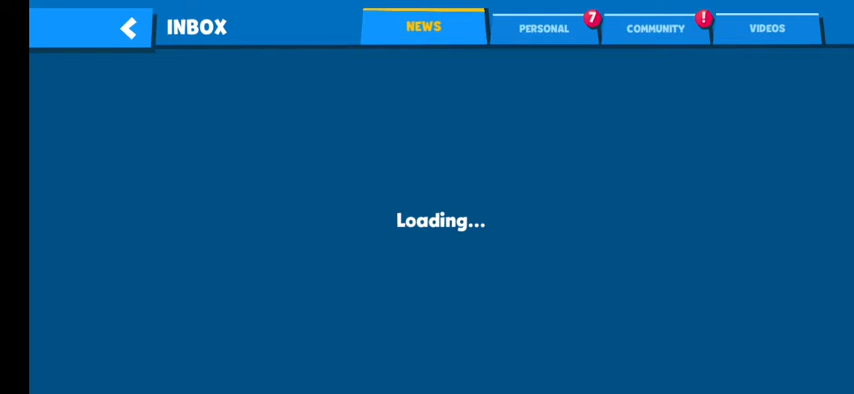 INBOX
NEWS
PERSONAL
7
COMMUNITY
!
VIDEOS
Loading...